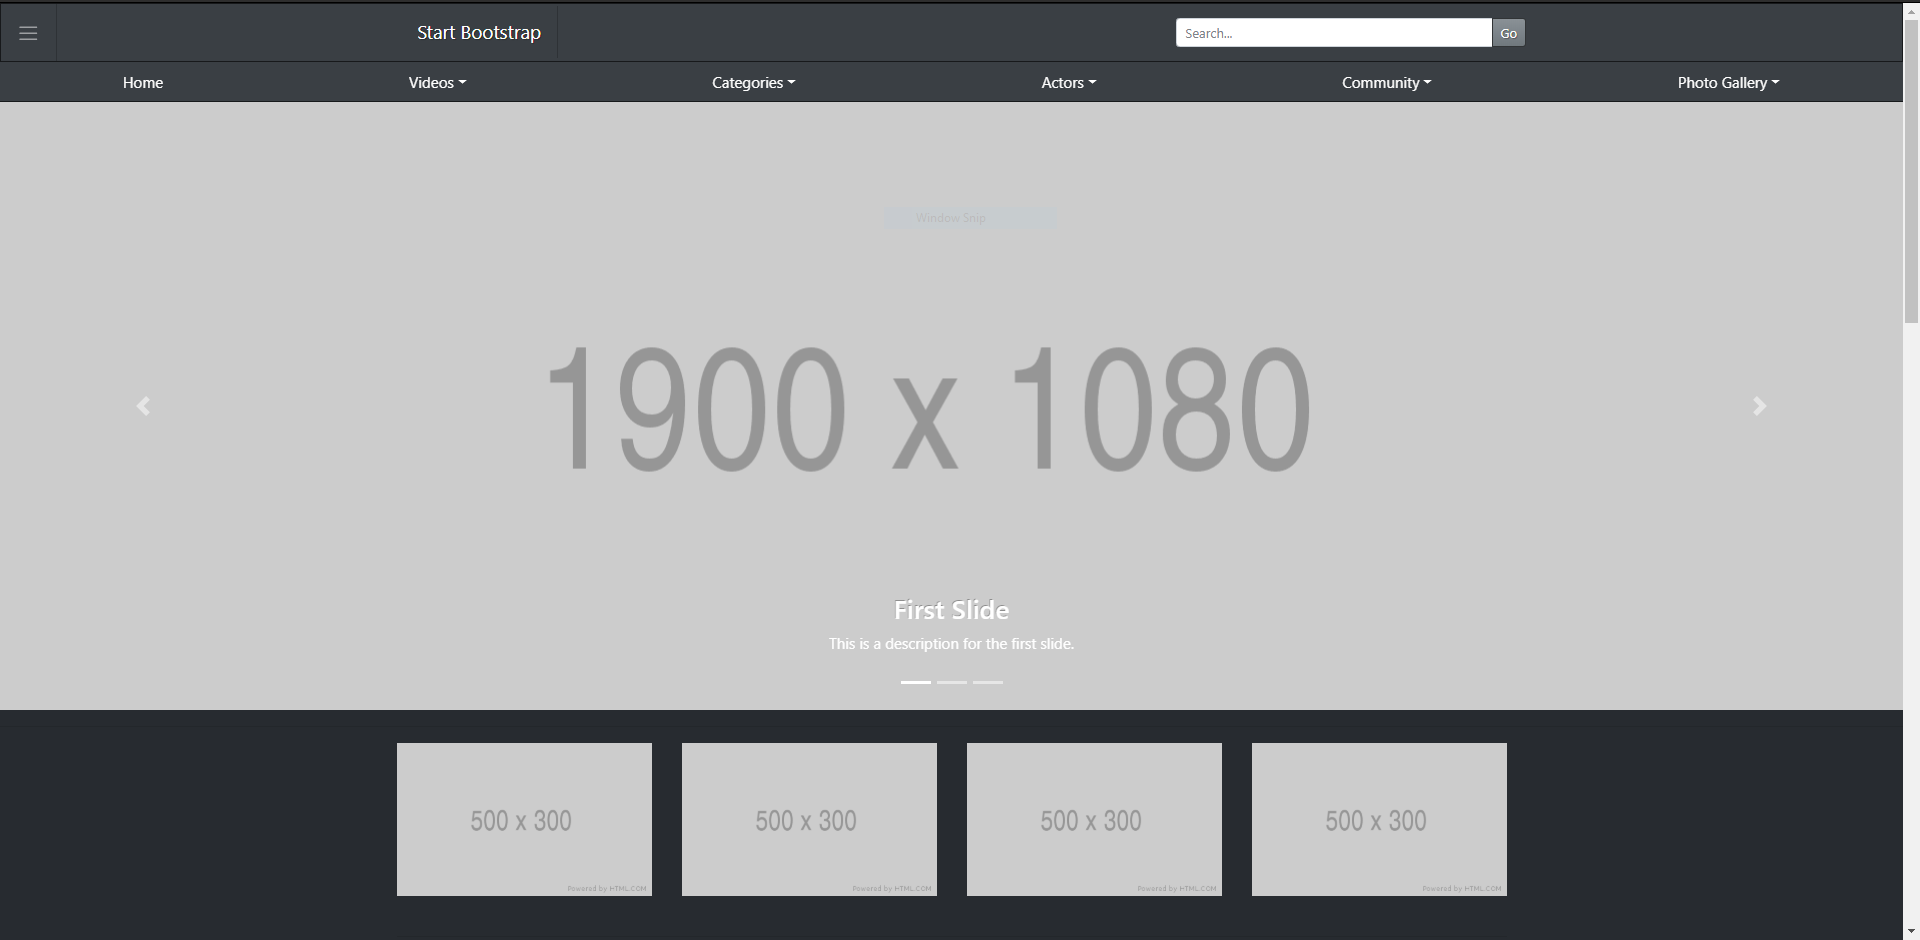 Start Bootstrap
Search...
Go
Home
Videos
Categories
Actors
Community
Photo Gallery
Window Snip
1900 x 1080
First Slide
This is a description for the first slide.
500 x 300
500 x 300
500 x 300
500 x 300
Powered by HTML.COM
Powered by HTML.COM
Powered by HTML.COM
Powered by HTML.COM